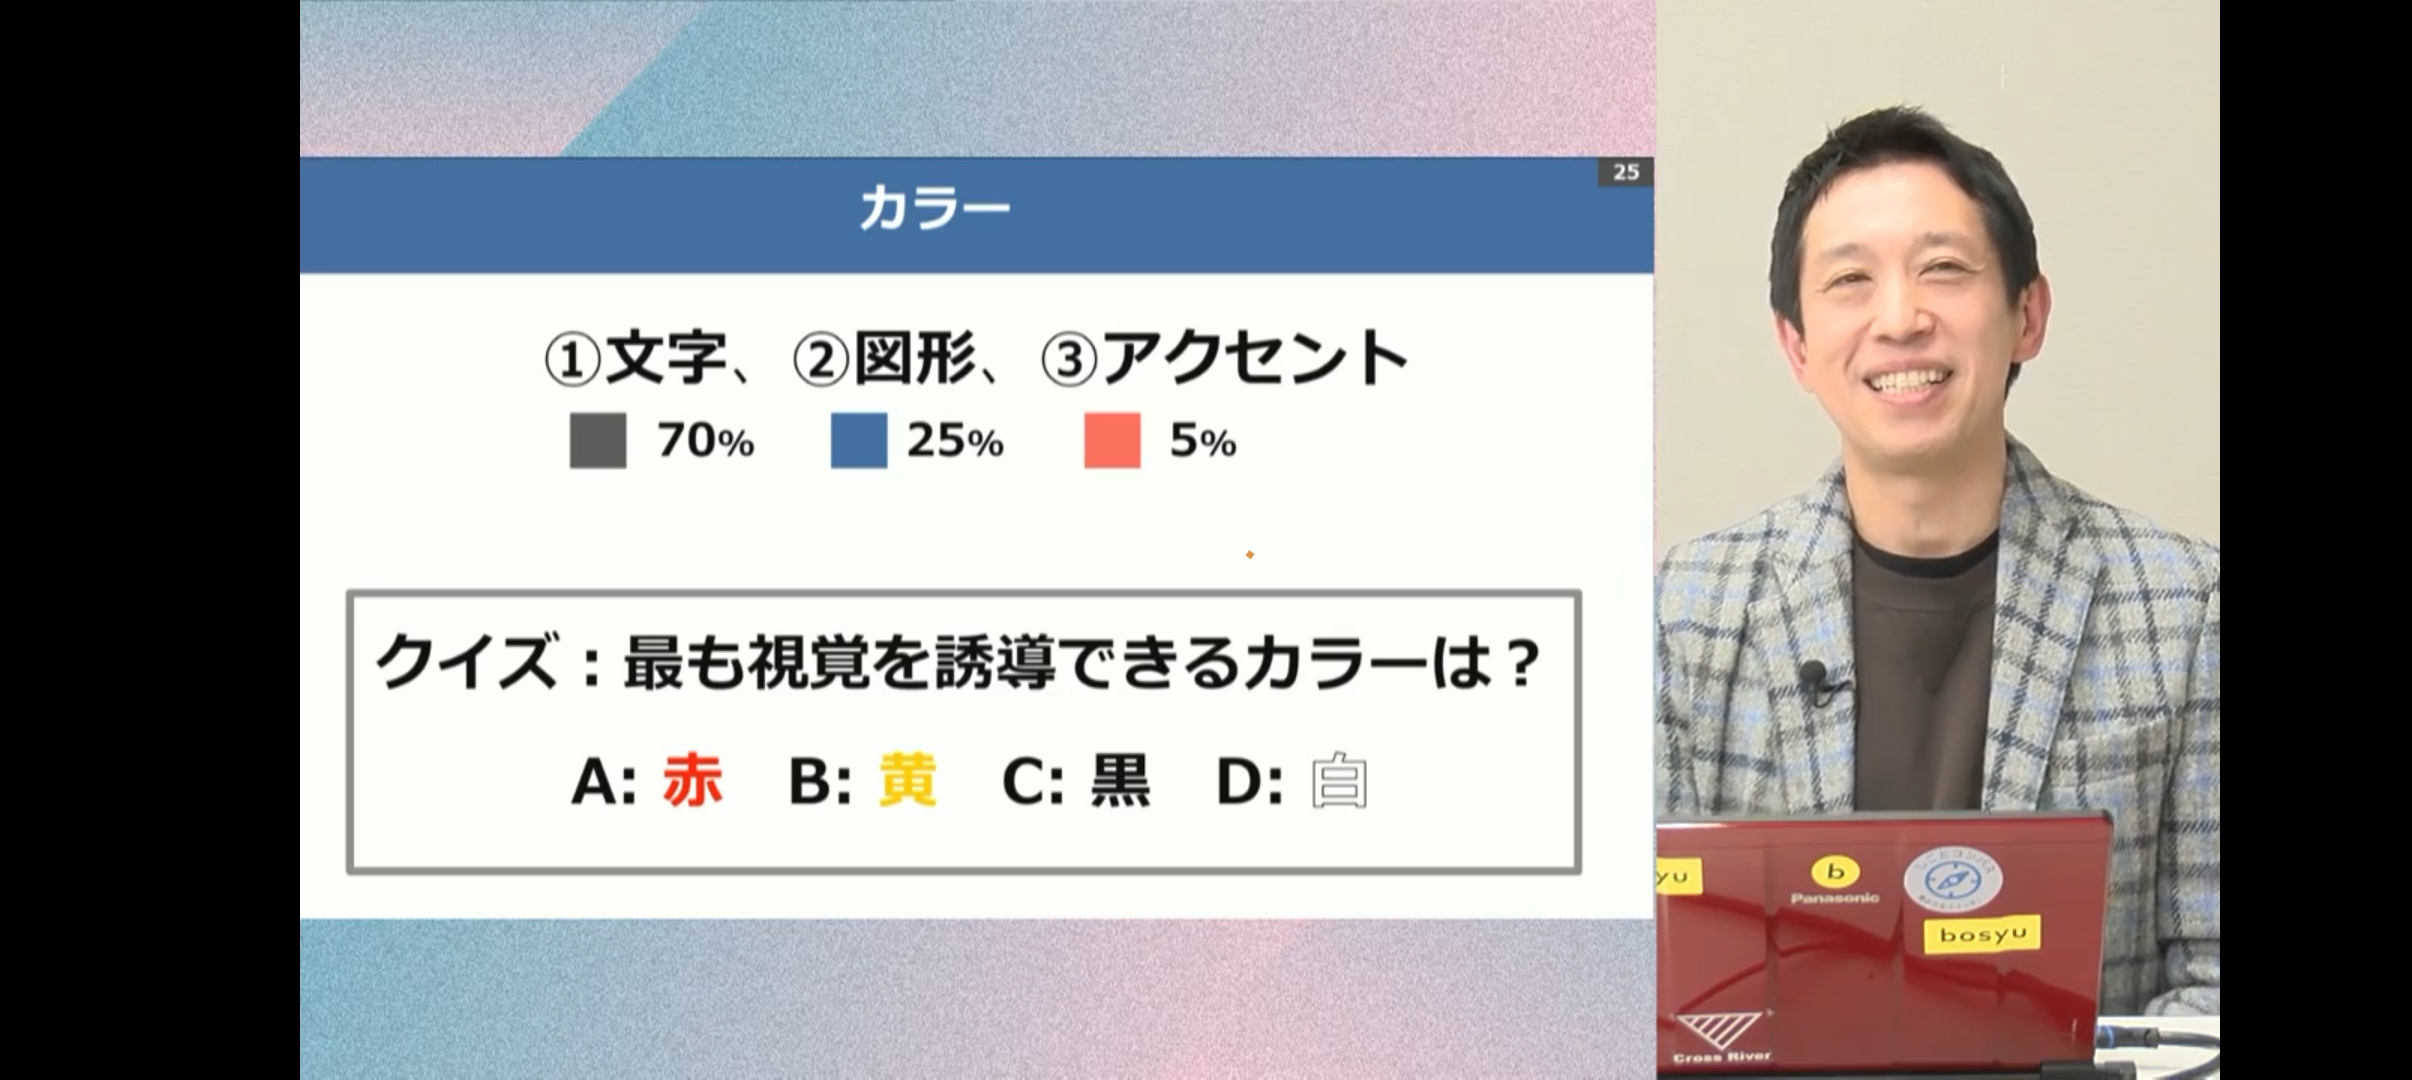 カラー
25
①文字、②図形、③アクセント
70% 25% 5%
クイズ：最も視覚を誘導できるカラーは？
A: 赤 B: 黄 C: 黒 D: 白
yu
b
Panasonic
bosyu
Cross River